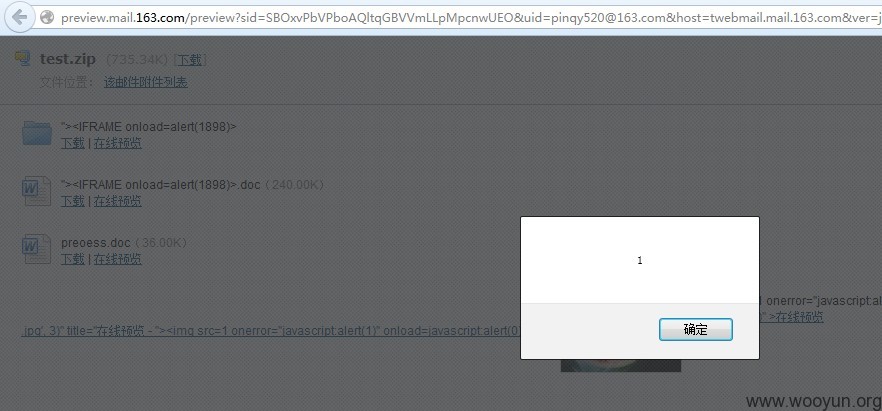 preview.mail.163.com/preview?sid=SBOxvPbVPboAQltqGBVVmLLpMpcnwUEO&uid=pinqy520@163.com&host=twebmail.mail.163.com&ver=j
test.zip (735.34K) [下载]
文件位置： 该邮件附件列表
"><IFRAME onload=alert(1898)>
下载 | 在线预览
"><IFRAME onload=alert(1898)>.doc (240.00K)
下载 | 在线预览
preoess.doc (36.00K)
下载 | 在线预览
1
1 onerror="javascript:al
" >在线预览
.jpg', 3)" title="在线预览 - "><img src=1 onerror="javascript:alert(1)" onload=javascript:alert(0)
确定
www.wooyun.org